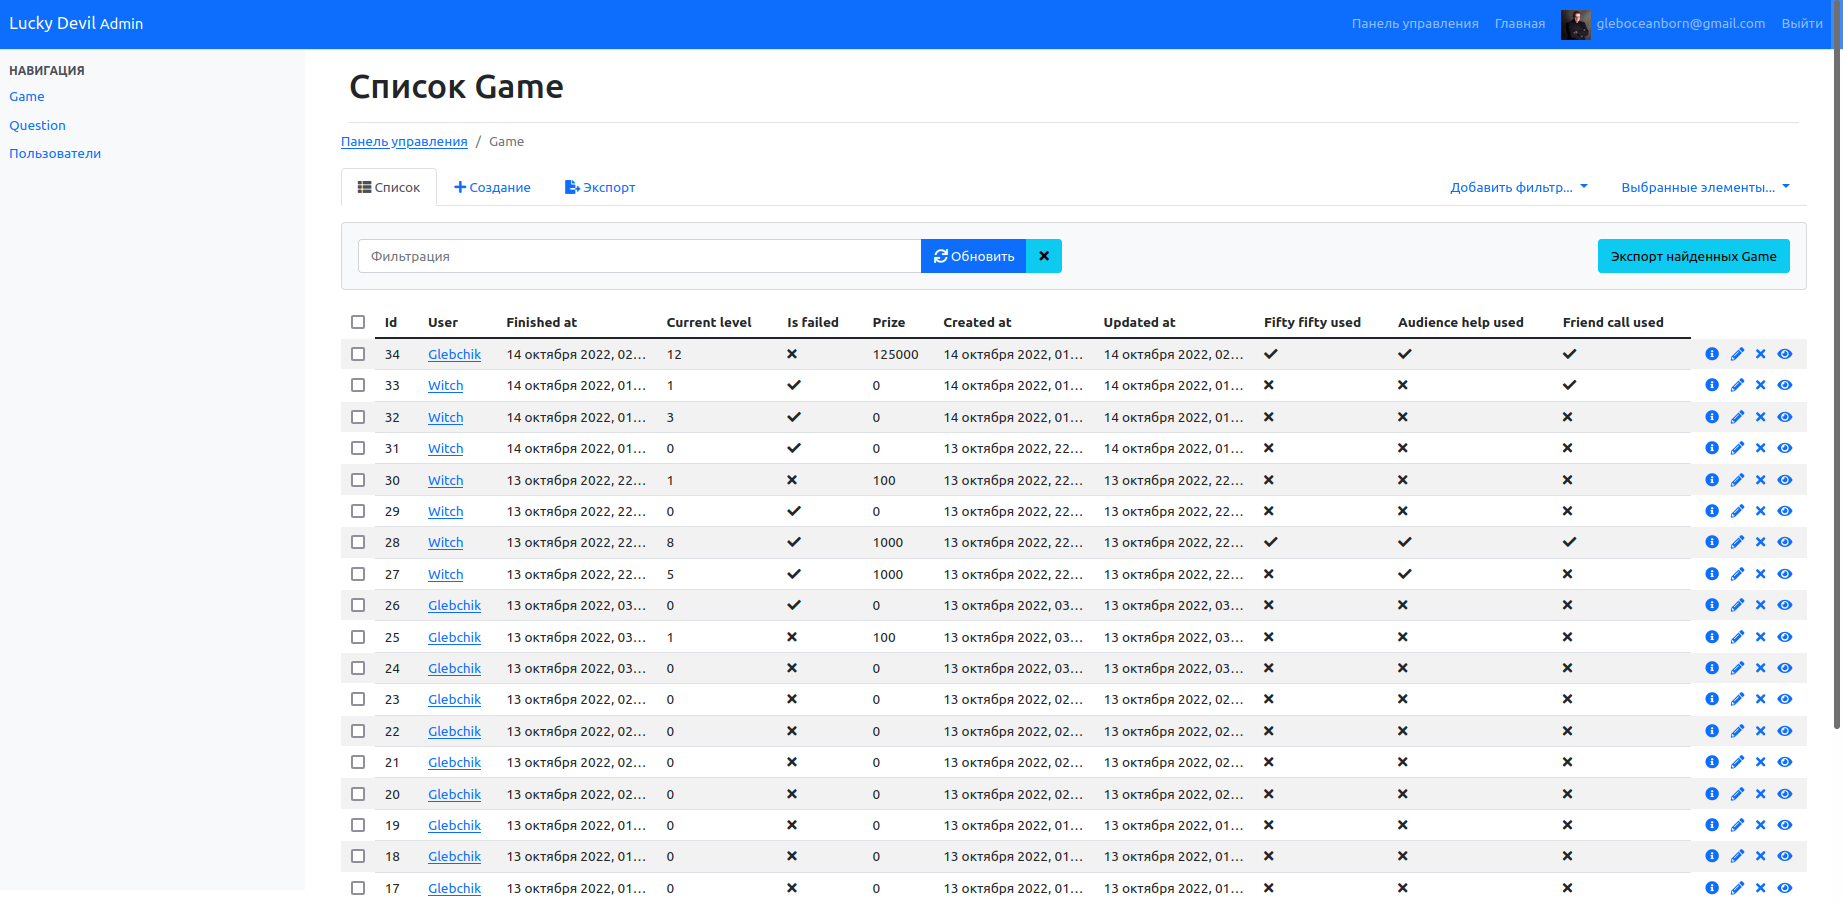 Lucky Devil Admin
Панель управления Главная gleboceanborn@gmail.com Выйти
НАВИГАЦИЯ
Game
Question
Пользователи
Список Game
Панель управления / Game
Список Создание Экспорт Добавить фильтр... Выбранные элементы...
Фильтрация Обновить Экспорт найденных Game
Id User Finished at Current level Is failed Prize Created at Updated at Fifty fifty used Audience help used Friend call used
34 Glebchik 14 октября 2022, 02... 12 125000 14 октября 2022, 01... 14 октября 2022, 02...
33 Witch 14 октября 2022, 01... 1 0 14 октября 2022, 01... 14 октября 2022, 01...
32 Witch 14 октября 2022, 01... 3 0 14 октября 2022, 01... 14 октября 2022, 01...
31 Witch 14 октября 2022, 01... 0 0 13 октября 2022, 22... 14 октября 2022, 01...
30 Witch 13 октября 2022, 22... 1 100 13 октября 2022, 22... 13 октября 2022, 22...
29 Witch 13 октября 2022, 22... 0 0 13 октября 2022, 22... 13 октября 2022, 22...
28 Witch 13 октября 2022, 22... 8 1000 13 октября 2022, 22... 13 октября 2022, 22...
27 Witch 13 октября 2022, 22... 5 1000 13 октября 2022, 22... 13 октября 2022, 22...
26 Glebchik 13 октября 2022, 03... 0 0 13 октября 2022, 03... 13 октября 2022, 03...
25 Glebchik 13 октября 2022, 03... 1 100 13 октября 2022, 03... 13 октября 2022, 03...
24 Glebchik 13 октября 2022, 03... 0 0 13 октября 2022, 03... 13 октября 2022, 03...
23 Glebchik 13 октября 2022, 02... 0 0 13 октября 2022, 02... 13 октября 2022, 02...
22 Glebchik 13 октября 2022, 02... 0 0 13 октября 2022, 02... 13 октября 2022, 02...
21 Glebchik 13 октября 2022, 02... 0 0 13 октября 2022, 02... 13 октября 2022, 02...
20 Glebchik 13 октября 2022, 02... 0 0 13 октября 2022, 02... 13 октября 2022, 02...
19 Glebchik 13 октября 2022, 01... 0 0 13 октября 2022, 01... 13 октября 2022, 01...
18 Glebchik 13 октября 2022, 01... 0 0 13 октября 2022, 01... 13 октября 2022, 01...
17 Glebchik 13 октября 2022, 01... 0 0 13 октября 2022, 01... 13 октября 2022, 01...